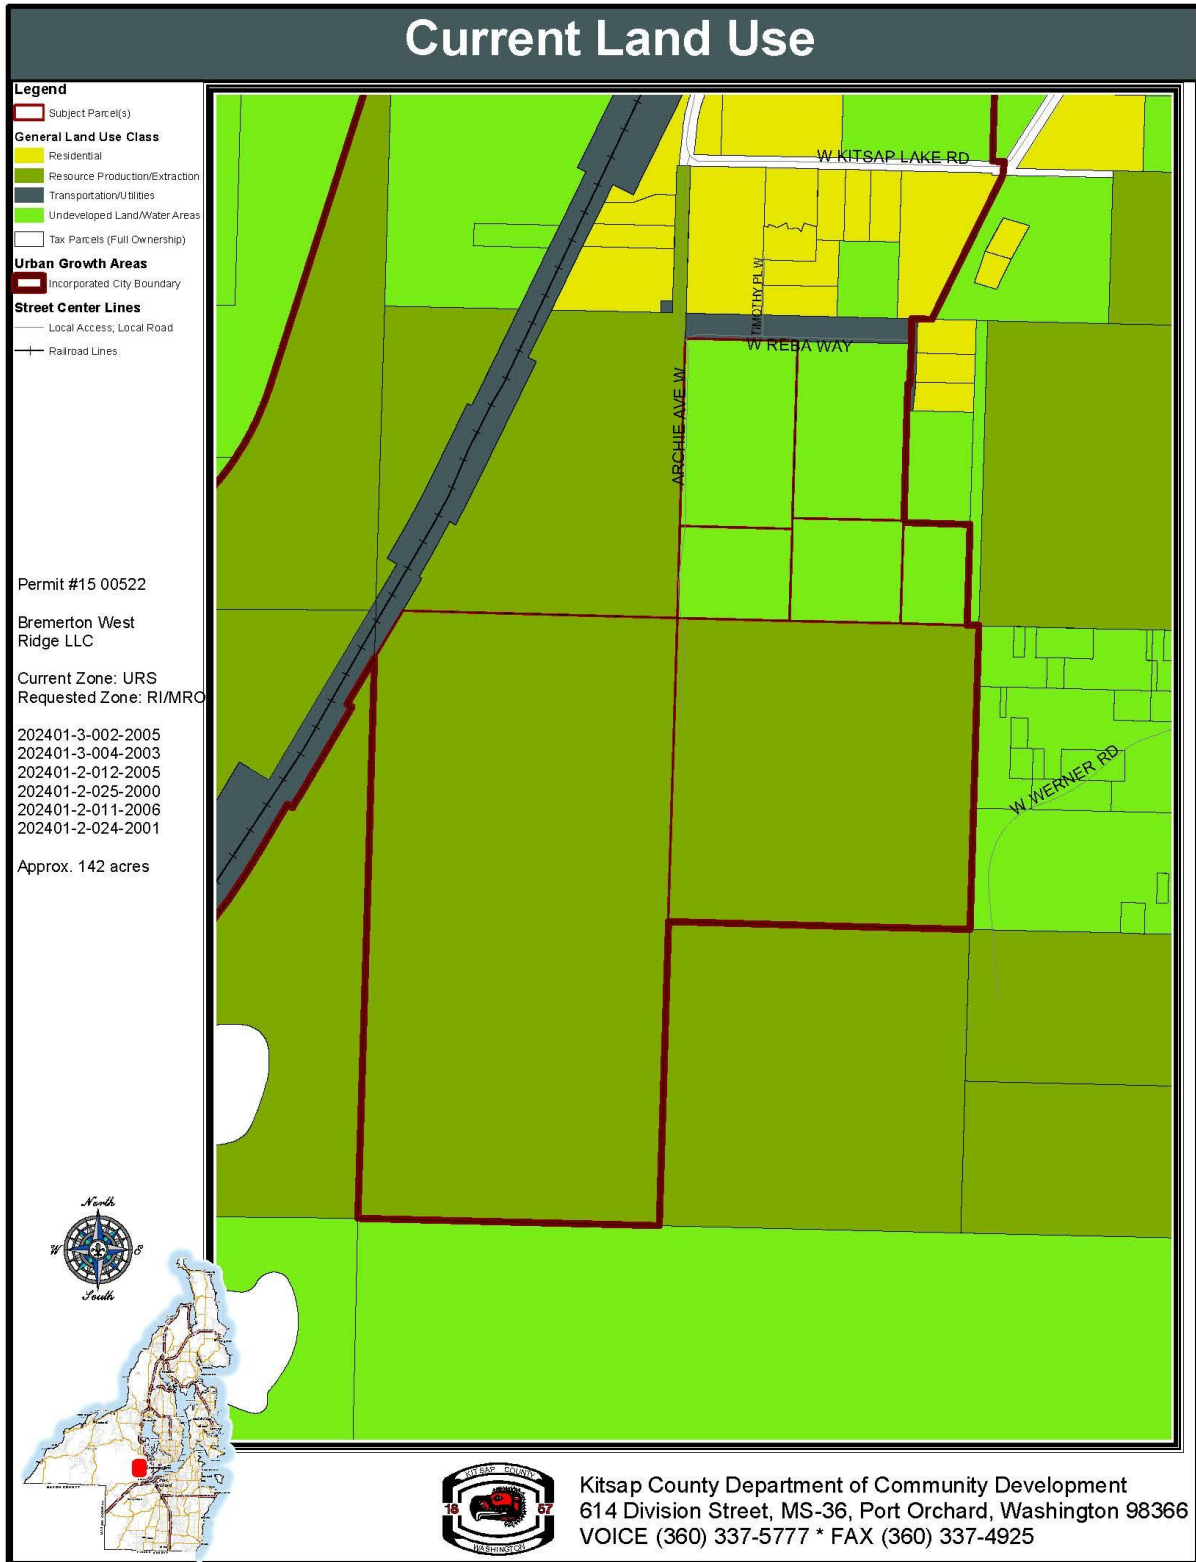 Current Land Use
Legend
Subject Parcel(s)
General Land Use Class
Residential
Resource Production/Extraction
Transportation/Utilities
Undeveloped Land/Water Areas
Tax Parcels (Full Ownership)
Urban Growth Areas
Incorporated City Boundary
Street Center Lines
Local Access; Local Road
Railroad Lines
Permit #15 00522
Bremerton West
Ridge LLC
Current Zone: URS
Requested Zone: RI/MRO
202401-3-002-2005
202401-3-004-2003
202401-2-012-2005
202401-2-025-2000
202401-2-011-2006
202401-2-024-2001
Approx. 142 acres
W KITSAP LAKE RD
TIMOTHY PL W
W REBA WAY
ARCHIE AVE W
W WERNER RD
North
W
E
South
KITSAP COUNTY
18 57
WASHINGTON
Kitsap County Department of Community Development
614 Division Street, MS-36, Port Orchard, Washington 98366
VOICE (360) 337-5777 * FAX (360) 337-4925